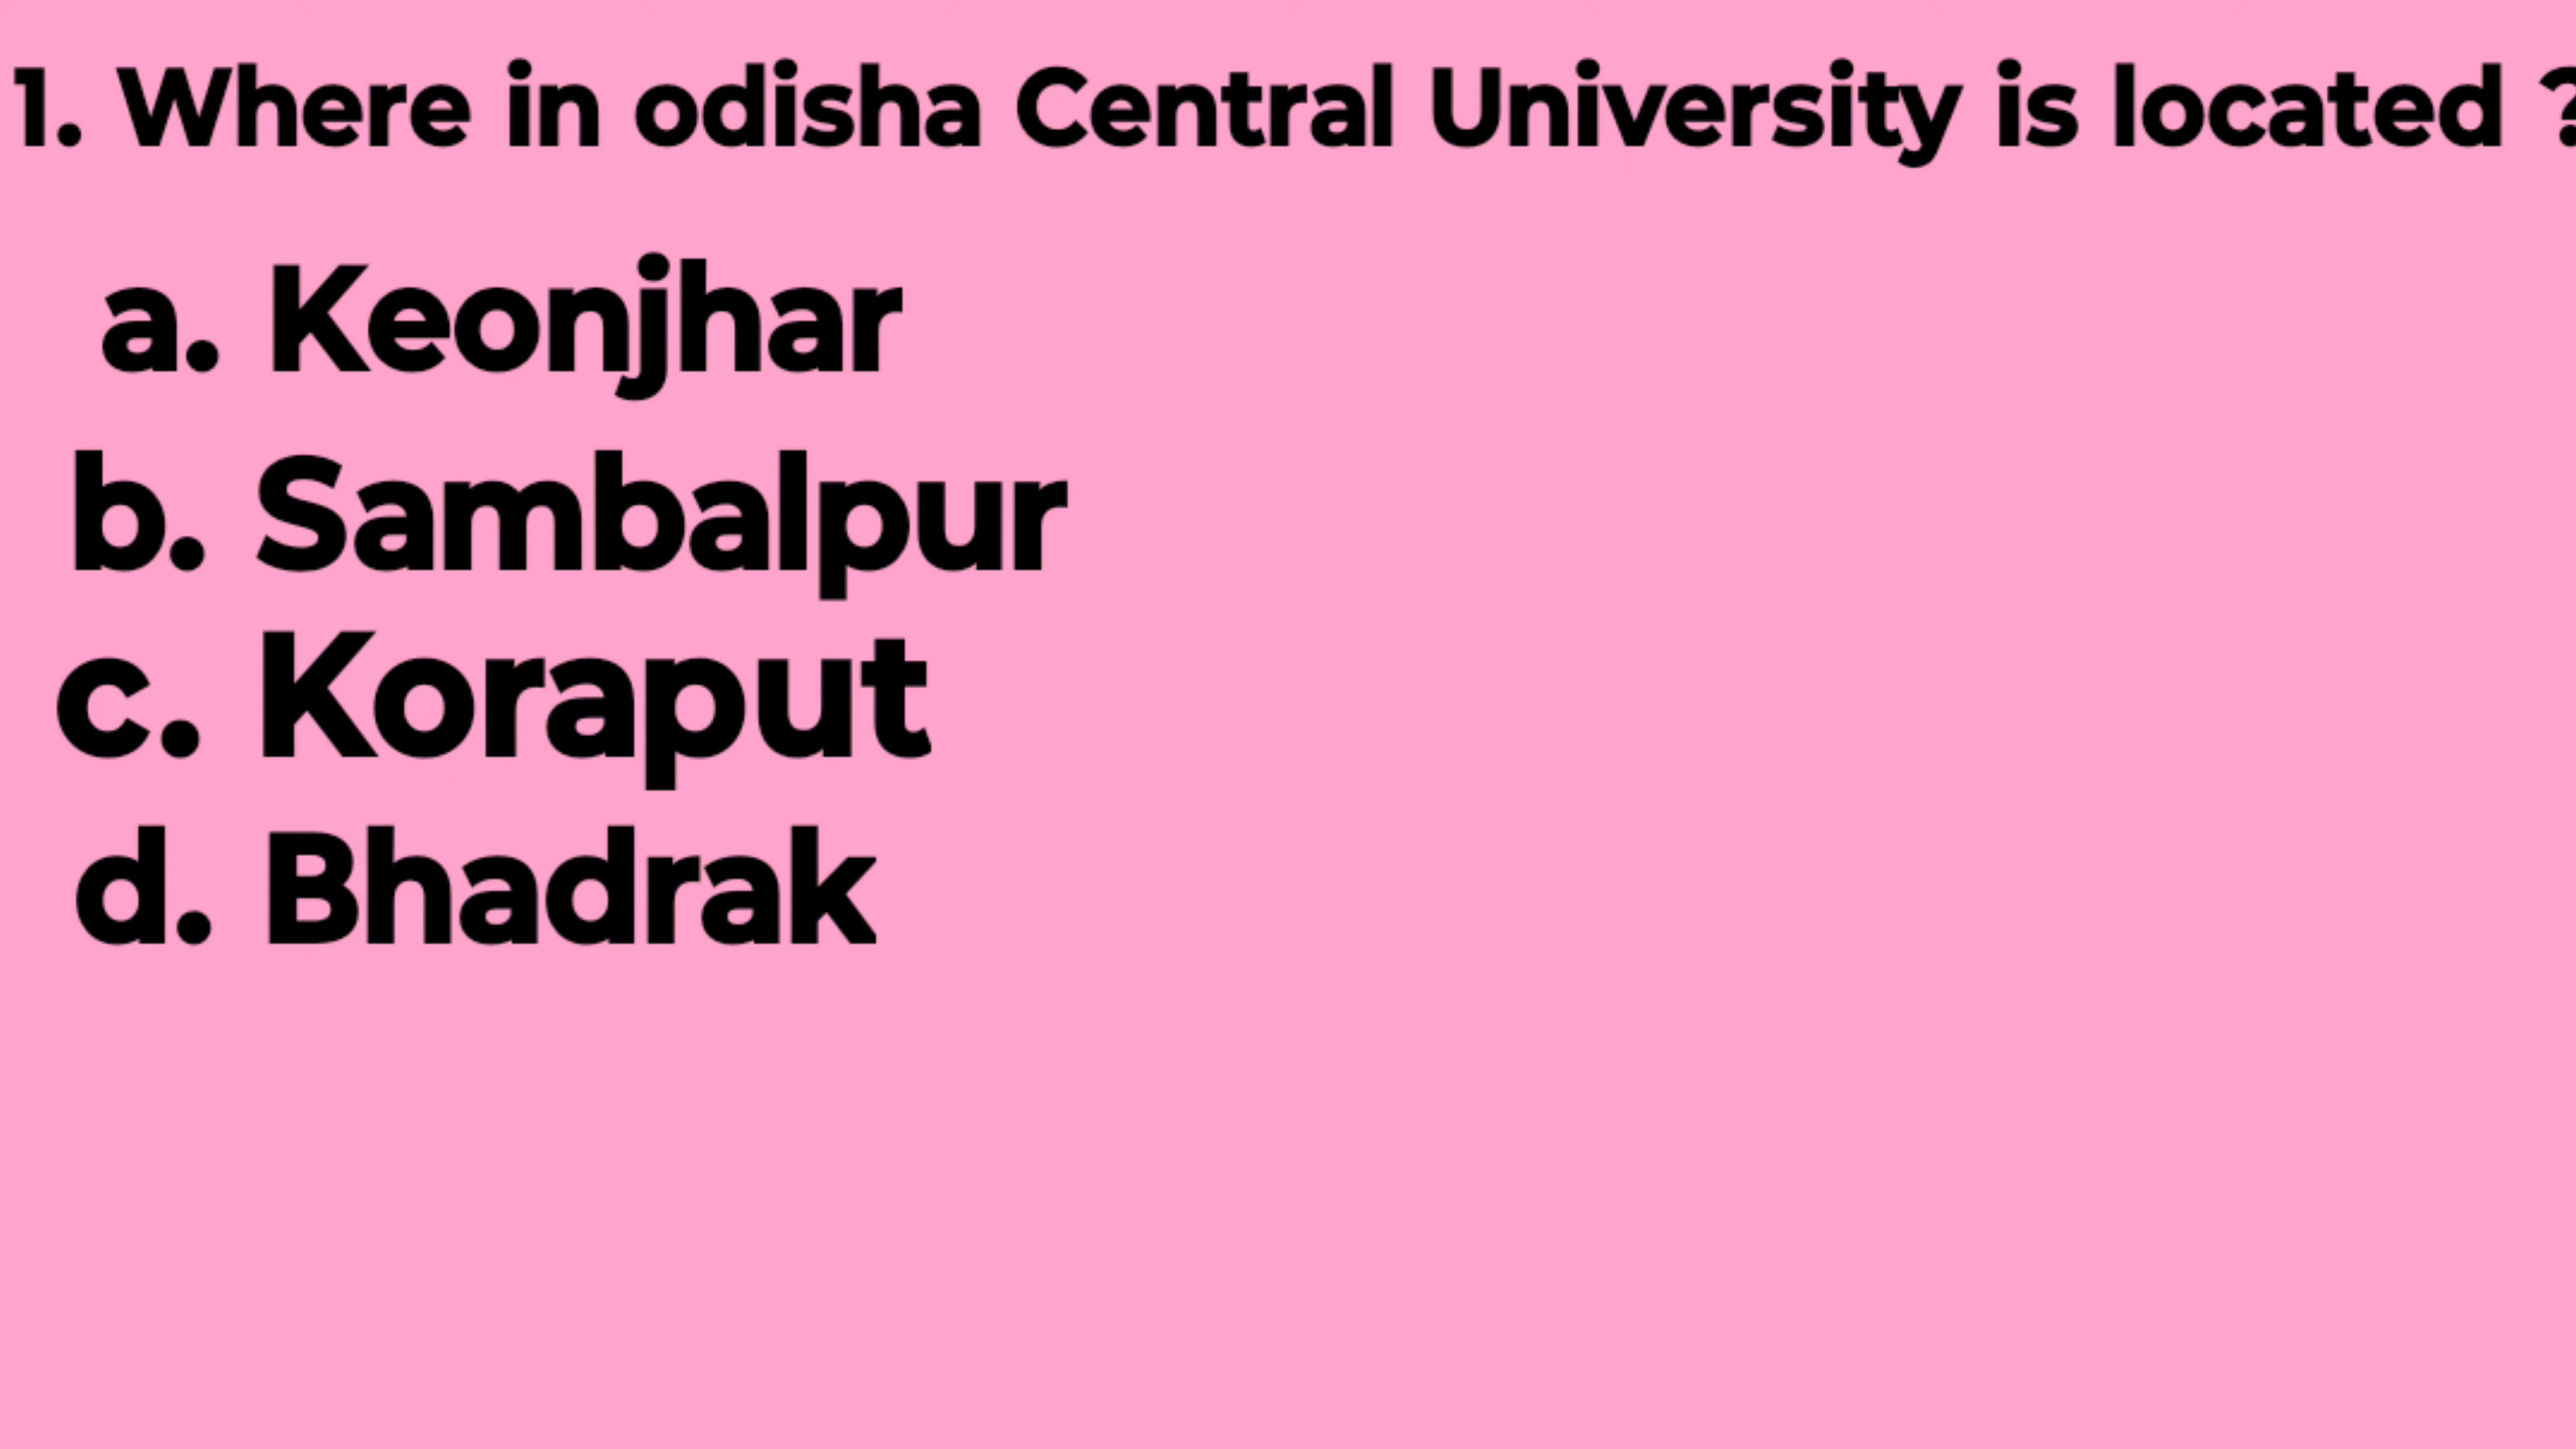 1. Where in odisha Central University is located ?
a. Keonjhar
b. Sambalpur
c. Koraput
d. Bhadrak